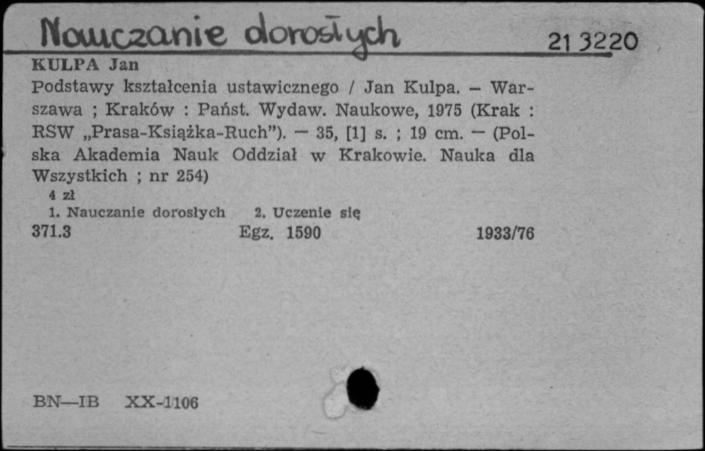 Nauczanie dorosłych
21 3220
KULPA Jan
Podstawy kształcenia ustawicznego / Jan Kulpa. — War-
szawa ; Kraków : Państ. Wydaw. Naukowe, 1975 (Krak :
RSW „Prasa-Książka-Ruch”). — 35, [1] s. ; 19 cm. — (Pol-
ska Akademia Nauk Oddział w Krakowie. Nauka dla
Wszystkich ; nr 254)
4 zł
1. Nauczanie dorosłych 2. Uczenie się
371.3 Egz. 1590 1933/76
BN—IB XX-1106